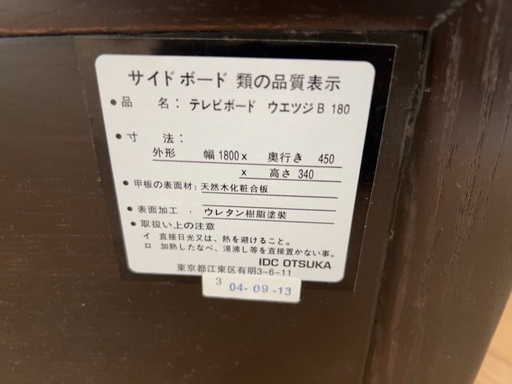 サイドボード 類の品質表示
● 品 名: テレビボード ウエッジB 180
● 寸 法:
外形 幅1800x 奥行き 450
x 高さ 340
● 甲板の表面材: 天然木化粧合板
● 表面加工 : ウレタン樹脂塗装
● 取扱い上の注意
イ 直接日光又は、熱を避けること。
ロ 加熱したなべ、湯沸し等を直接置かない事。
IDC OTSUKA
東京都江東区有明3-6-11
3 04-09-13